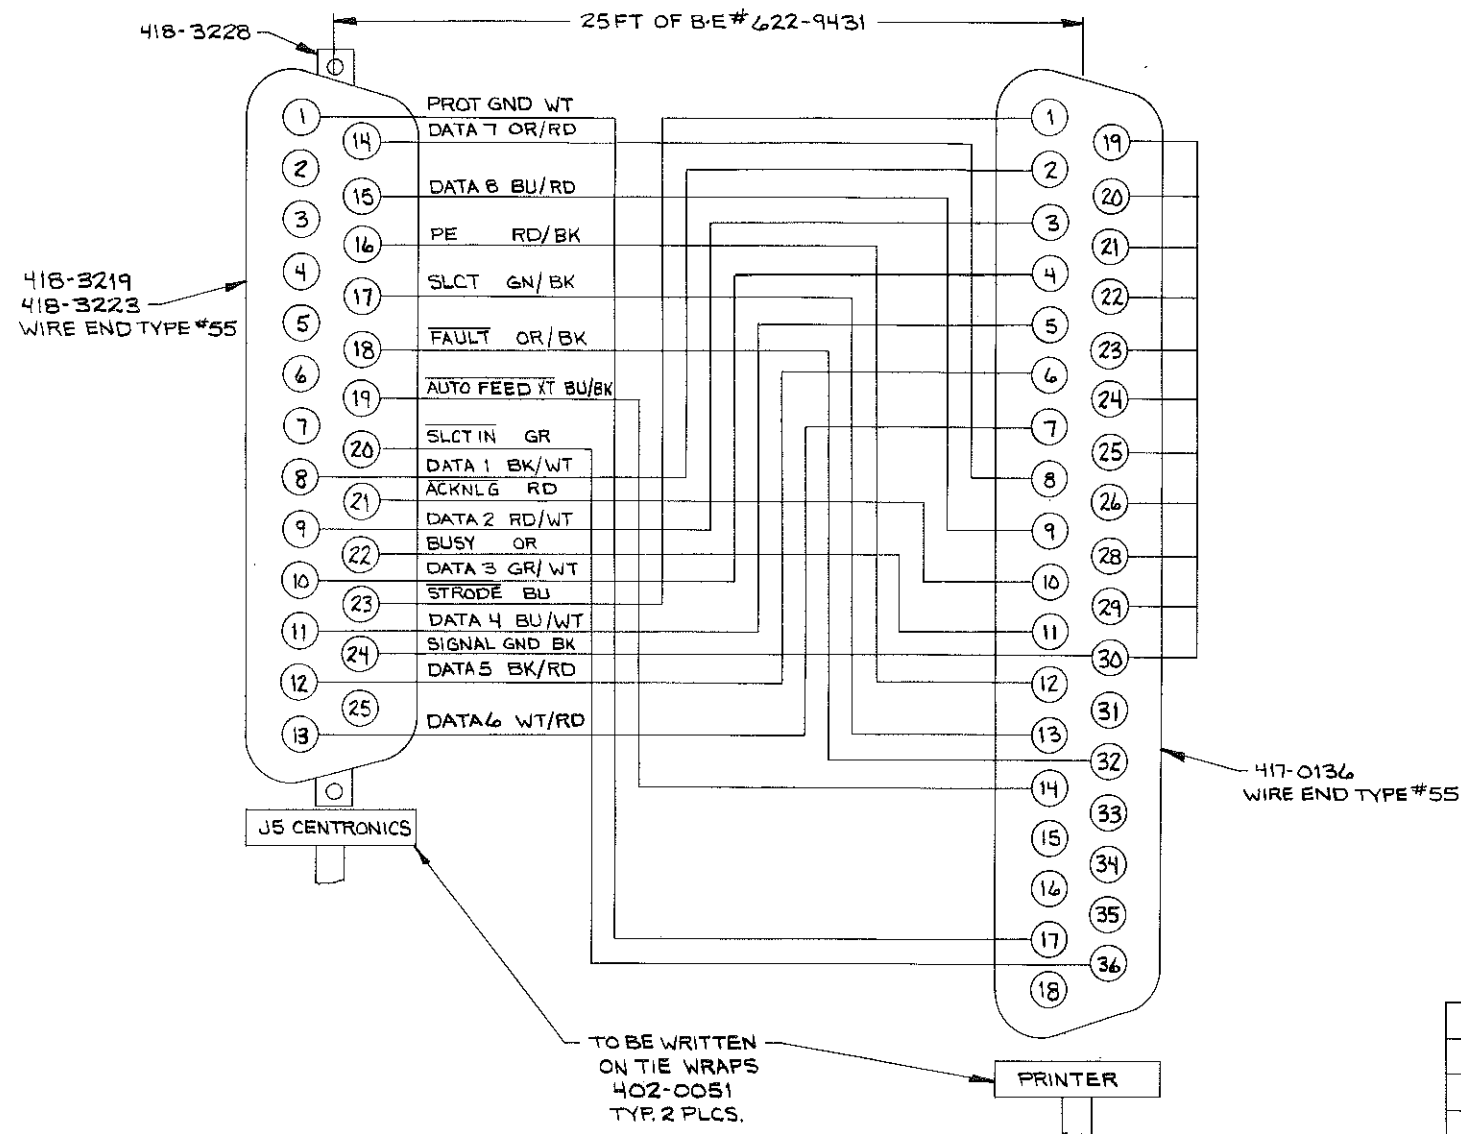 25 FT OF B·E # 622-9431
418-3228
PROT GND WT
DATA 7 OR/RD
DATA 8 BU/RD
PE RD/BK
SLCT GN/BK
FAULT OR/BK
AUTO FEED XT BU/BK
SLCT IN GR
DATA 1 BK/WT
ACKNLG RD
DATA 2 RD/WT
BUSY OR
DATA 3 GR/WT
STRODE BU
DATA 4 BU/WT
SIGNAL GND BK
DATA 5 BK/RD
DATA 6 WT/RD
1
2
3
4
5
6
7
8
9
10
11
12
13
14
15
16
17
18
19
20
21
22
23
24
25
418-3219
418-3223
WIRE END TYPE #55
J5 CENTRONICS
1
2
3
4
5
6
7
8
9
10
11
12
13
14
15
16
17
18
19
20
21
22
23
24
25
26
28
29
30
31
32
33
34
35
36
417-0136
WIRE END TYPE #55
TO BE WRITTEN
ON TIE WRAPS
402-0051
TYP. 2 PLCS.
PRINTER